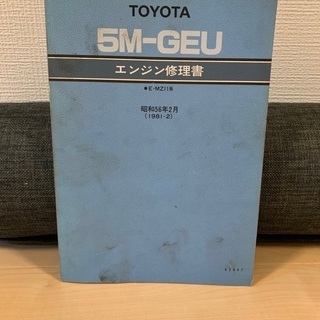 TOYOTA
5M-GEU
エンジン修理書
●E-MZ11系
昭和56年2月
(1981-2)